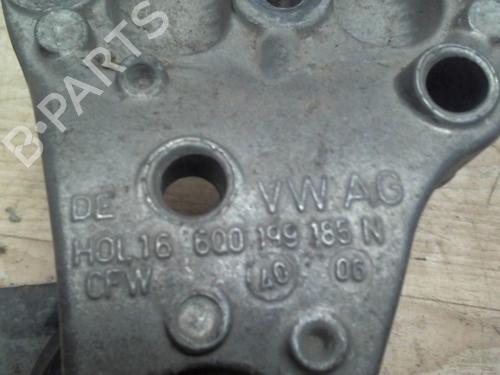 B-PARTS
DE VW AG
HOL16 6Q0 199 185 N
CFW 40 06